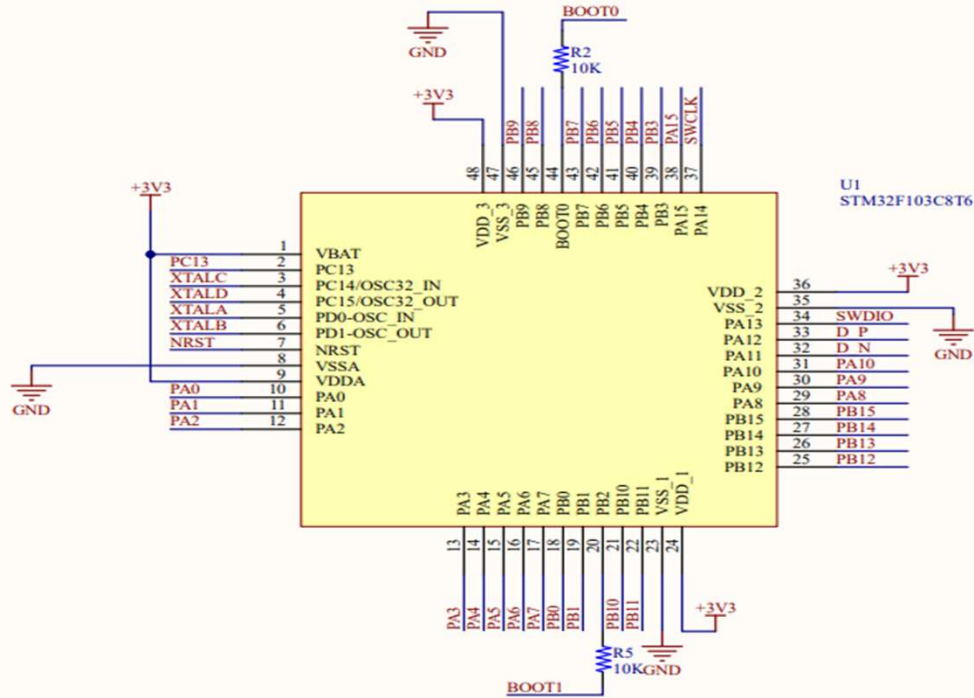 BOOT0
GND
R2
10K
+3V3
PB9
PB8
PB7
PB6
PB5
PB4
PB3
PA15
SWCLK
48
47
46
45
44
43
42
41
40
39
38
37
VDD_3
VSS_3
PB9
PB8
BOOT0
PB7
PB6
PB5
PB4
PB3
PA15
PA14
U1
STM32F103C8T6
+3V3
1 VBAT
PC13 2 PC13
XTALC 3 PC14/OSC32_IN
XTALD 4 PC15/OSC32_OUT
XTALA 5 PD0-OSC_IN
XTALB 6 PD1-OSC_OUT
NRST 7 NRST
8 VSSA
9 VDDA
PA0 10 PA0
PA1 11 PA1
PA2 12 PA2
GND
+3V3
VDD_2 36
VSS_2 35
PA13 34 SWDIO
PA12 33 D_P
PA11 32 D_N
PA10 31 PA10
PA9 30 PA9
PA8 29 PA8
PB15 28 PB15
PB14 27 PB14
PB13 26 PB13
PB12 25 PB12
GND
PA3
PA4
PA5
PA6
PA7
PB0
PB1
PB2
PB10
PB11
VSS_1
VDD_1
13
14
15
16
17
18
19
20
21
22
23
24
PA3
PA4
PA5
PA6
PA7
PB0
PB1
PB10
PB11
+3V3
R5
10K
GND
BOOT1